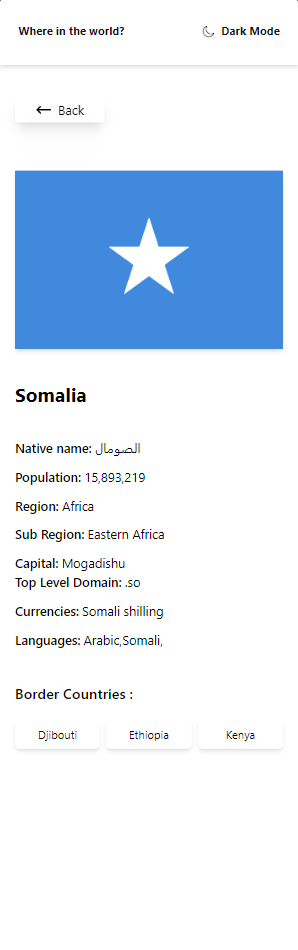 Where in the world? Dark Mode
Back
Somalia
Native name: الصومال
Population: 15,893,219
Region: Africa
Sub Region: Eastern Africa
Capital: Mogadishu
Top Level Domain: .so
Currencies: Somali shilling
Languages: Arabic,Somali,
Border Countries :
Djibouti Ethiopia Kenya